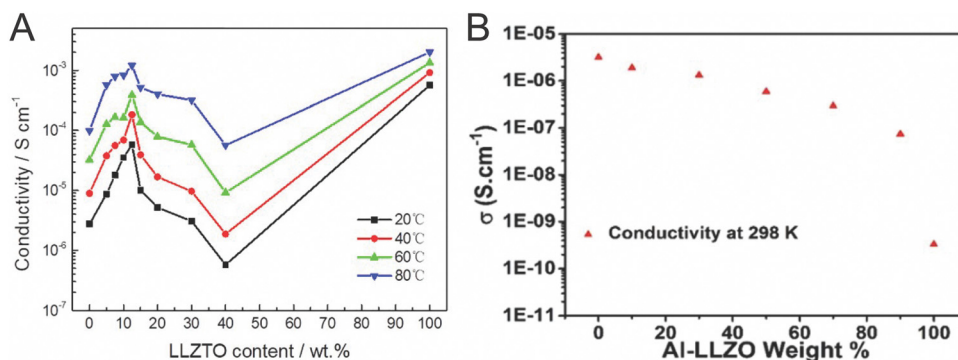 A
Conductivity / S cm⁻¹
10⁻³
10⁻⁴
10⁻⁵
10⁻⁶
10⁻⁷
20℃
40℃
60℃
80℃
0 10 20 30 40 50 60 70 80 90 100
LLZTO content / wt.%
B
σ (S.cm⁻¹)
1E-05
1E-06
1E-07
1E-08
1E-09
1E-10
1E-11
Conductivity at 298 K
0 20 40 60 80 100
Al-LLZO Weight %